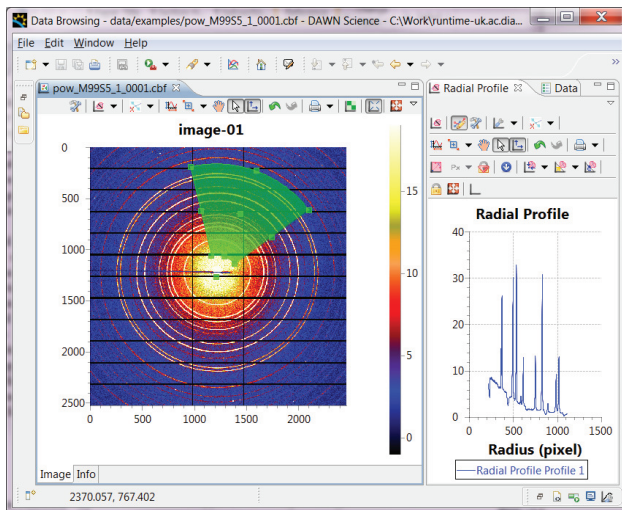 Data Browsing - data/examples/pow_M99S5_1_0001.cbf - DAWN Science - C:\Work\runtime-uk.ac.dia...
File Edit Window Help
pow_M99S5_1_0001.cbf
image-01
0
500
1000
1500
2000
2500
0 500 1000 1500 2000
15
10
5
0
Image Info
Radial Profile Data
Px
Radial Profile
40
30
20
10
0
0 500 1000 1500
Radius (pixel)
Radial Profile Profile 1
2370.057, 767.402